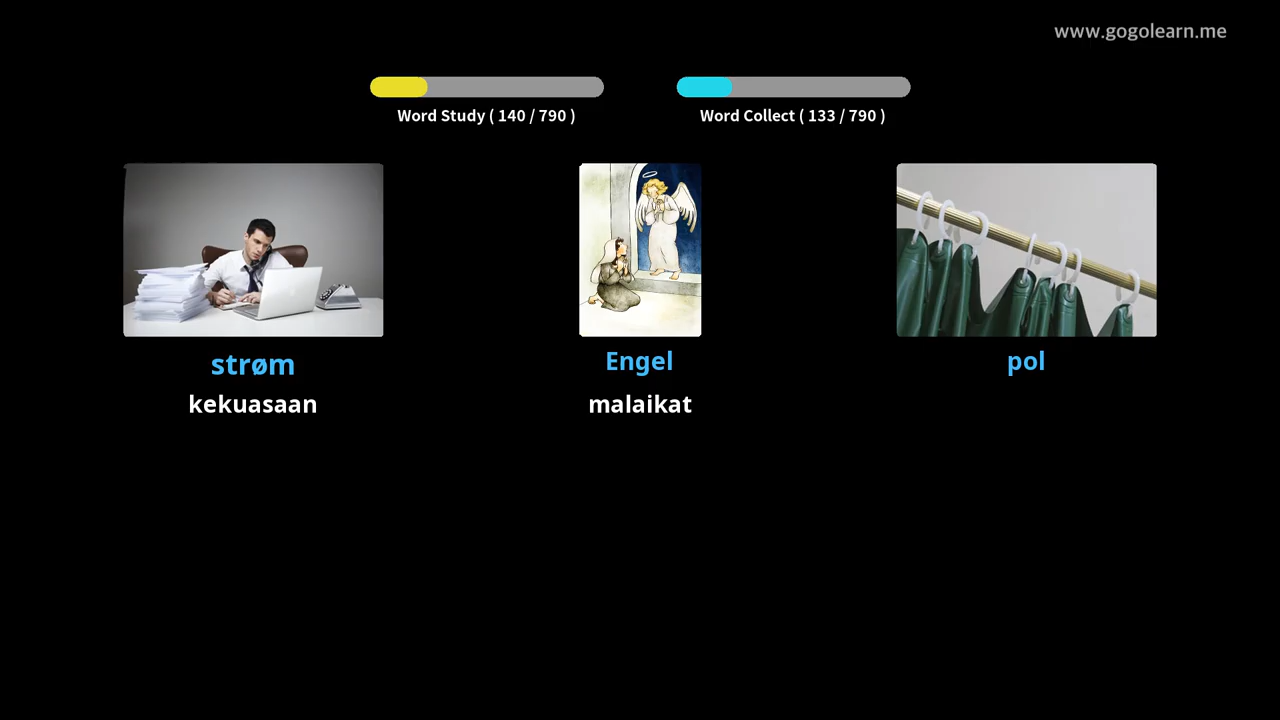 www.gogolearn.me
Word Study ( 140 / 790 )
Word Collect ( 133 / 790 )
strøm
Engel
pol
kekuasaan
malaikat